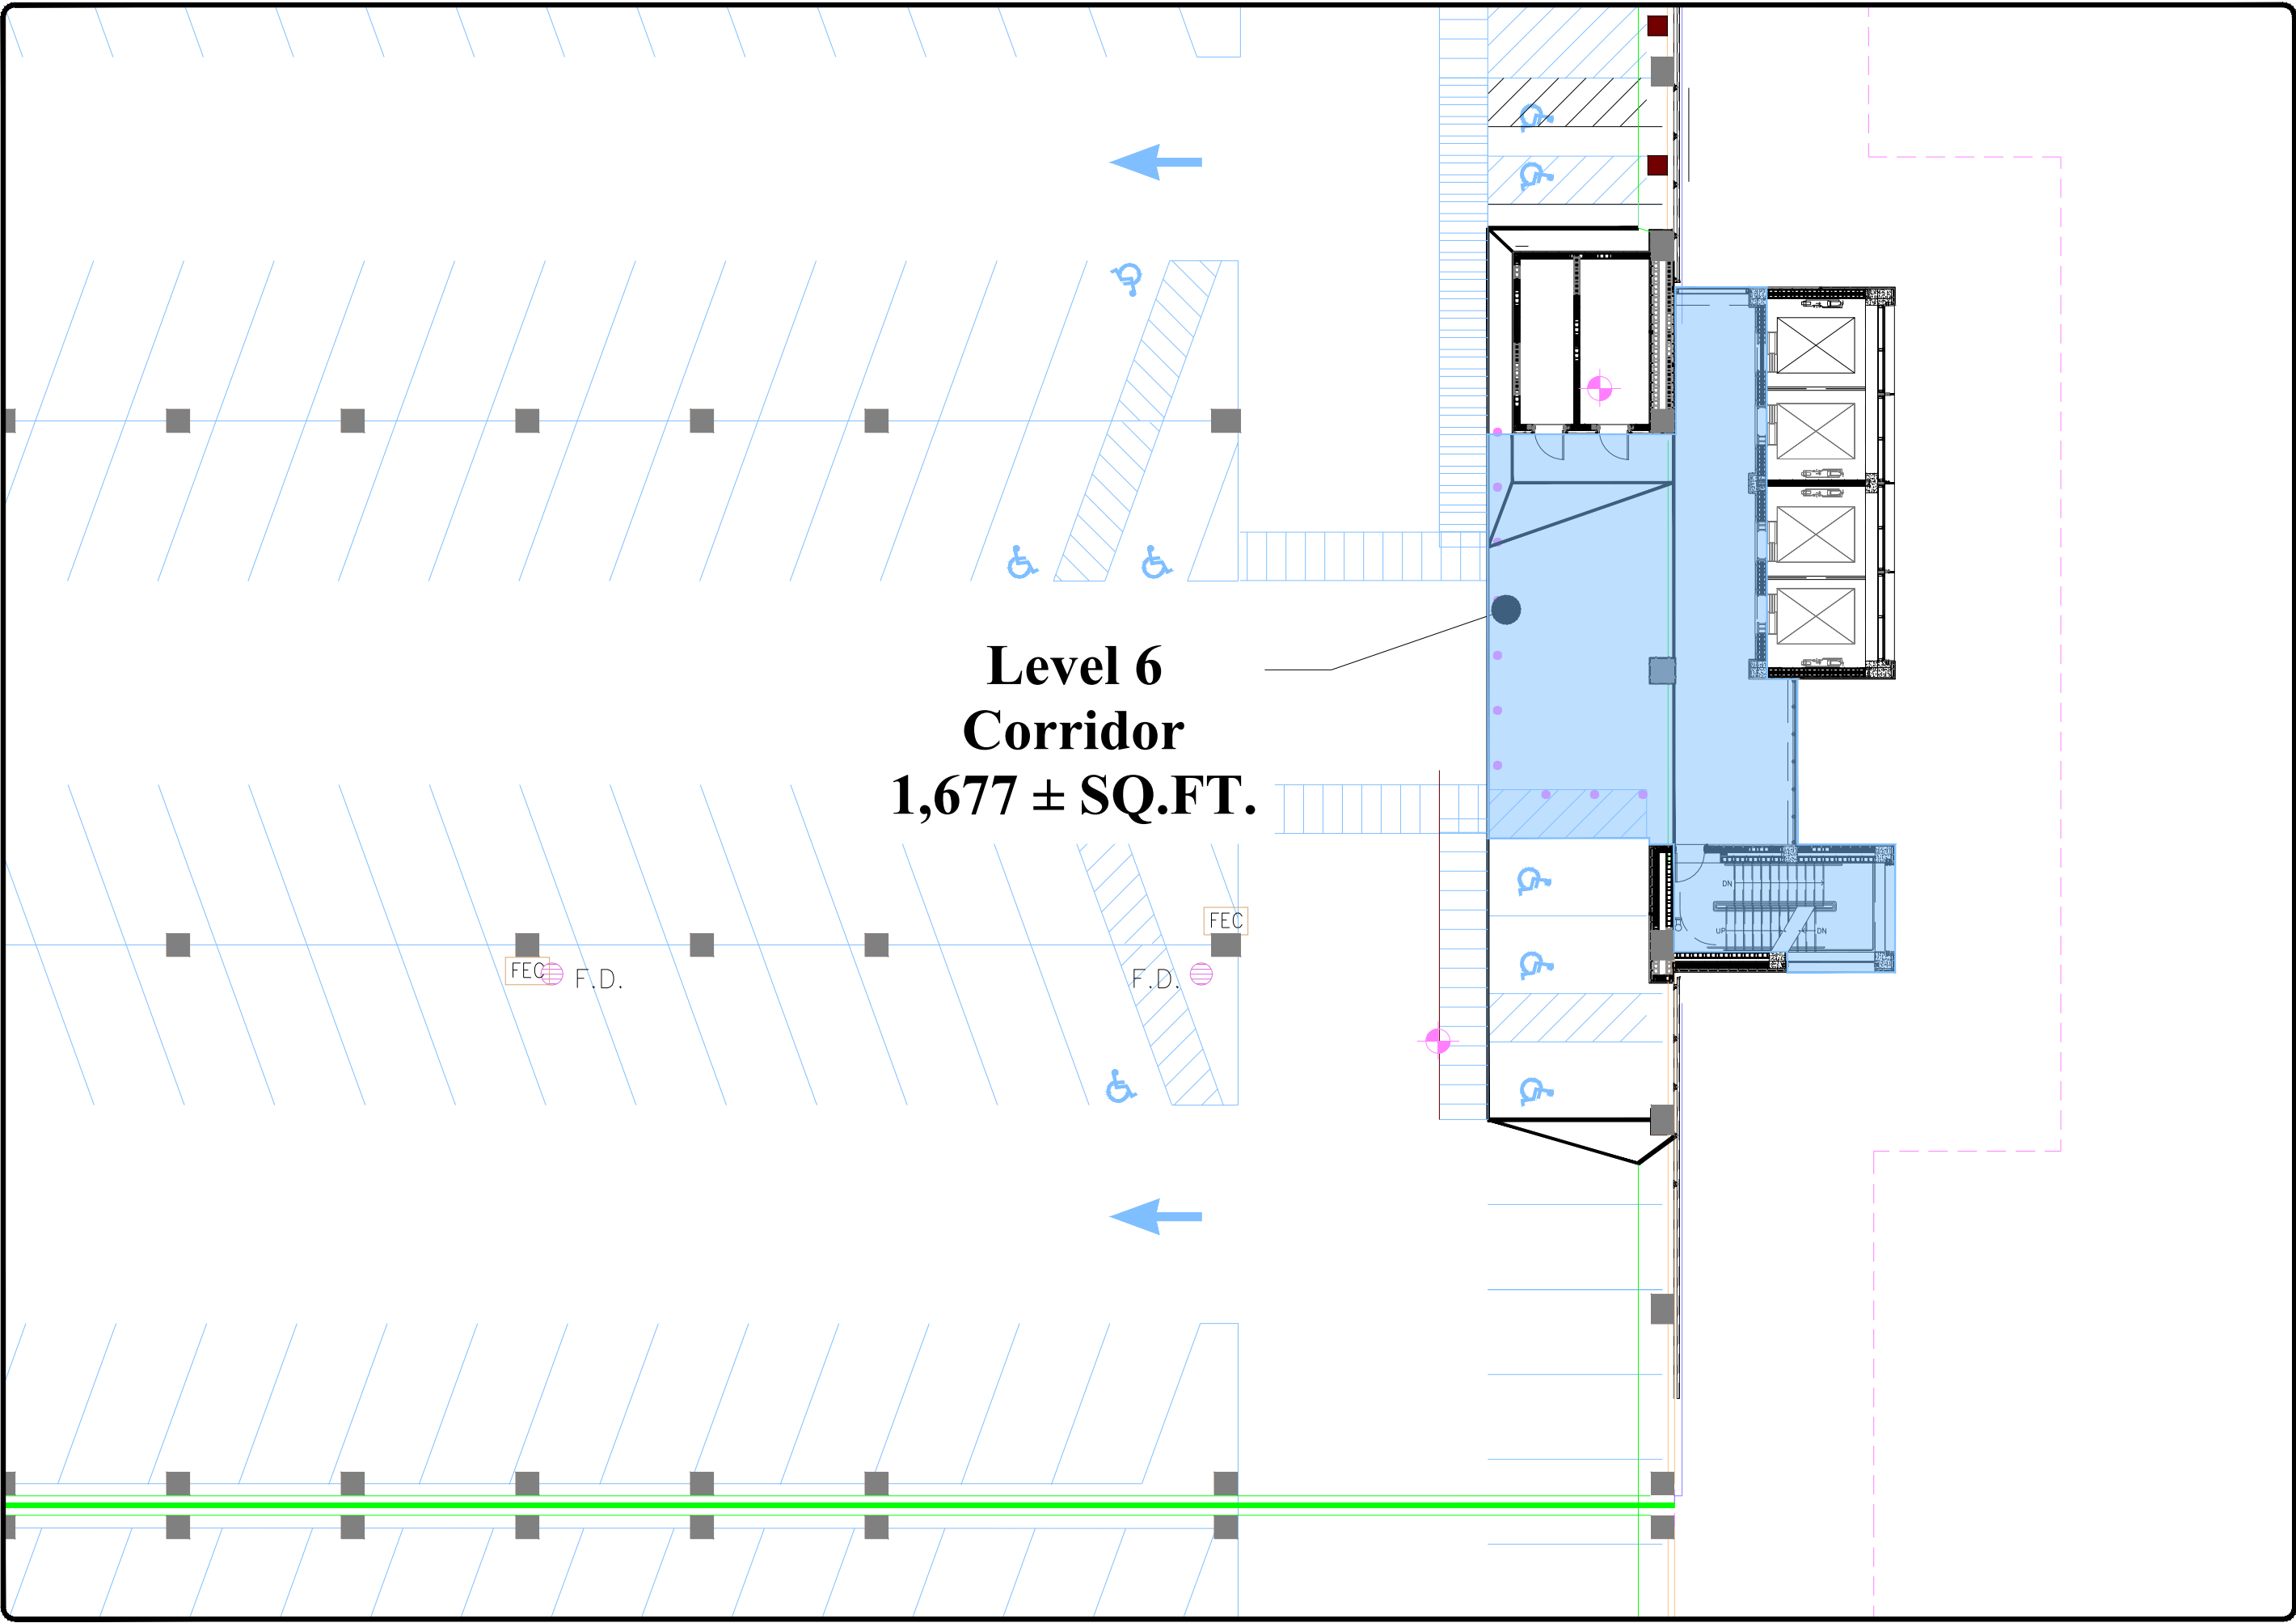 Level 6
Corridor
1,677 ± SQ.FT.
DN
FEC
UP
DN
FEC
F.D.
F.D.